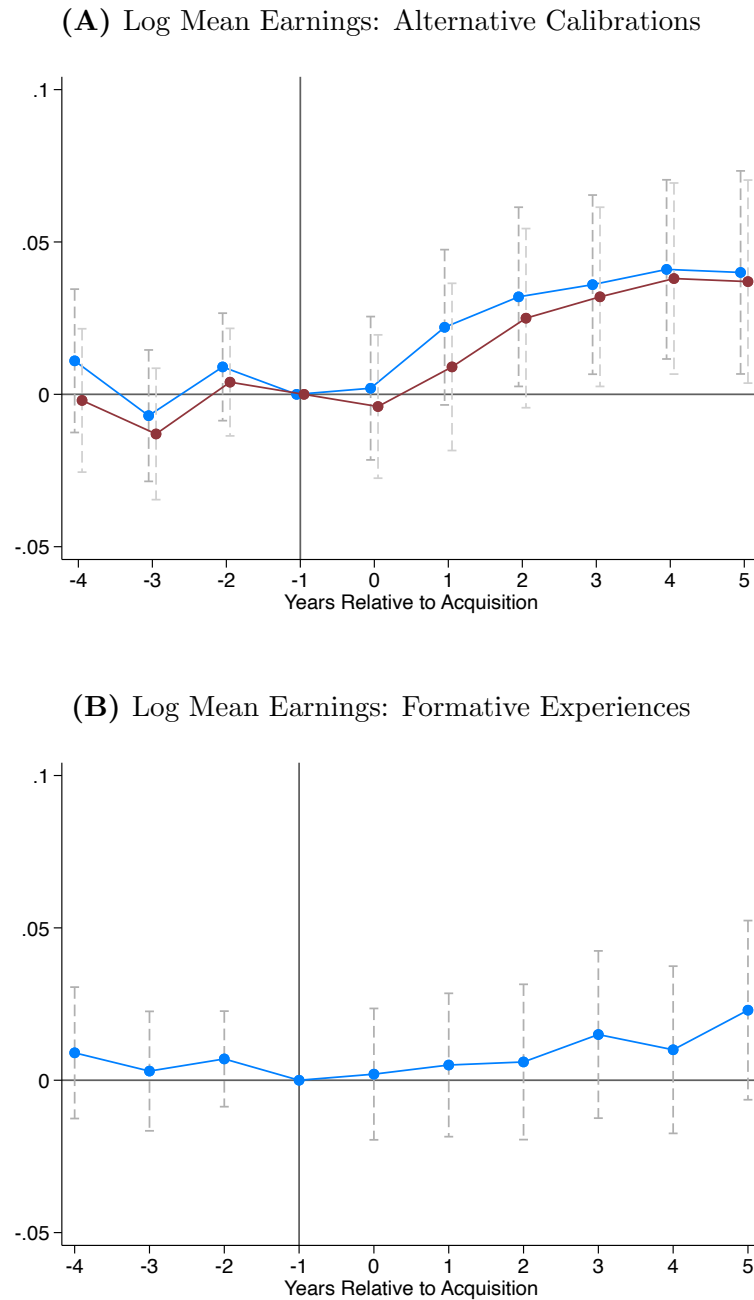 (A) Log Mean Earnings: Alternative Calibrations
.1
.05
0
-.05
-4 -3 -2 -1 0 1 2 3 4 5
Years Relative to Acquisition
(B) Log Mean Earnings: Formative Experiences
.1
.05
0
-.05
-4 -3 -2 -1 0 1 2 3 4 5
Years Relative to Acquisition